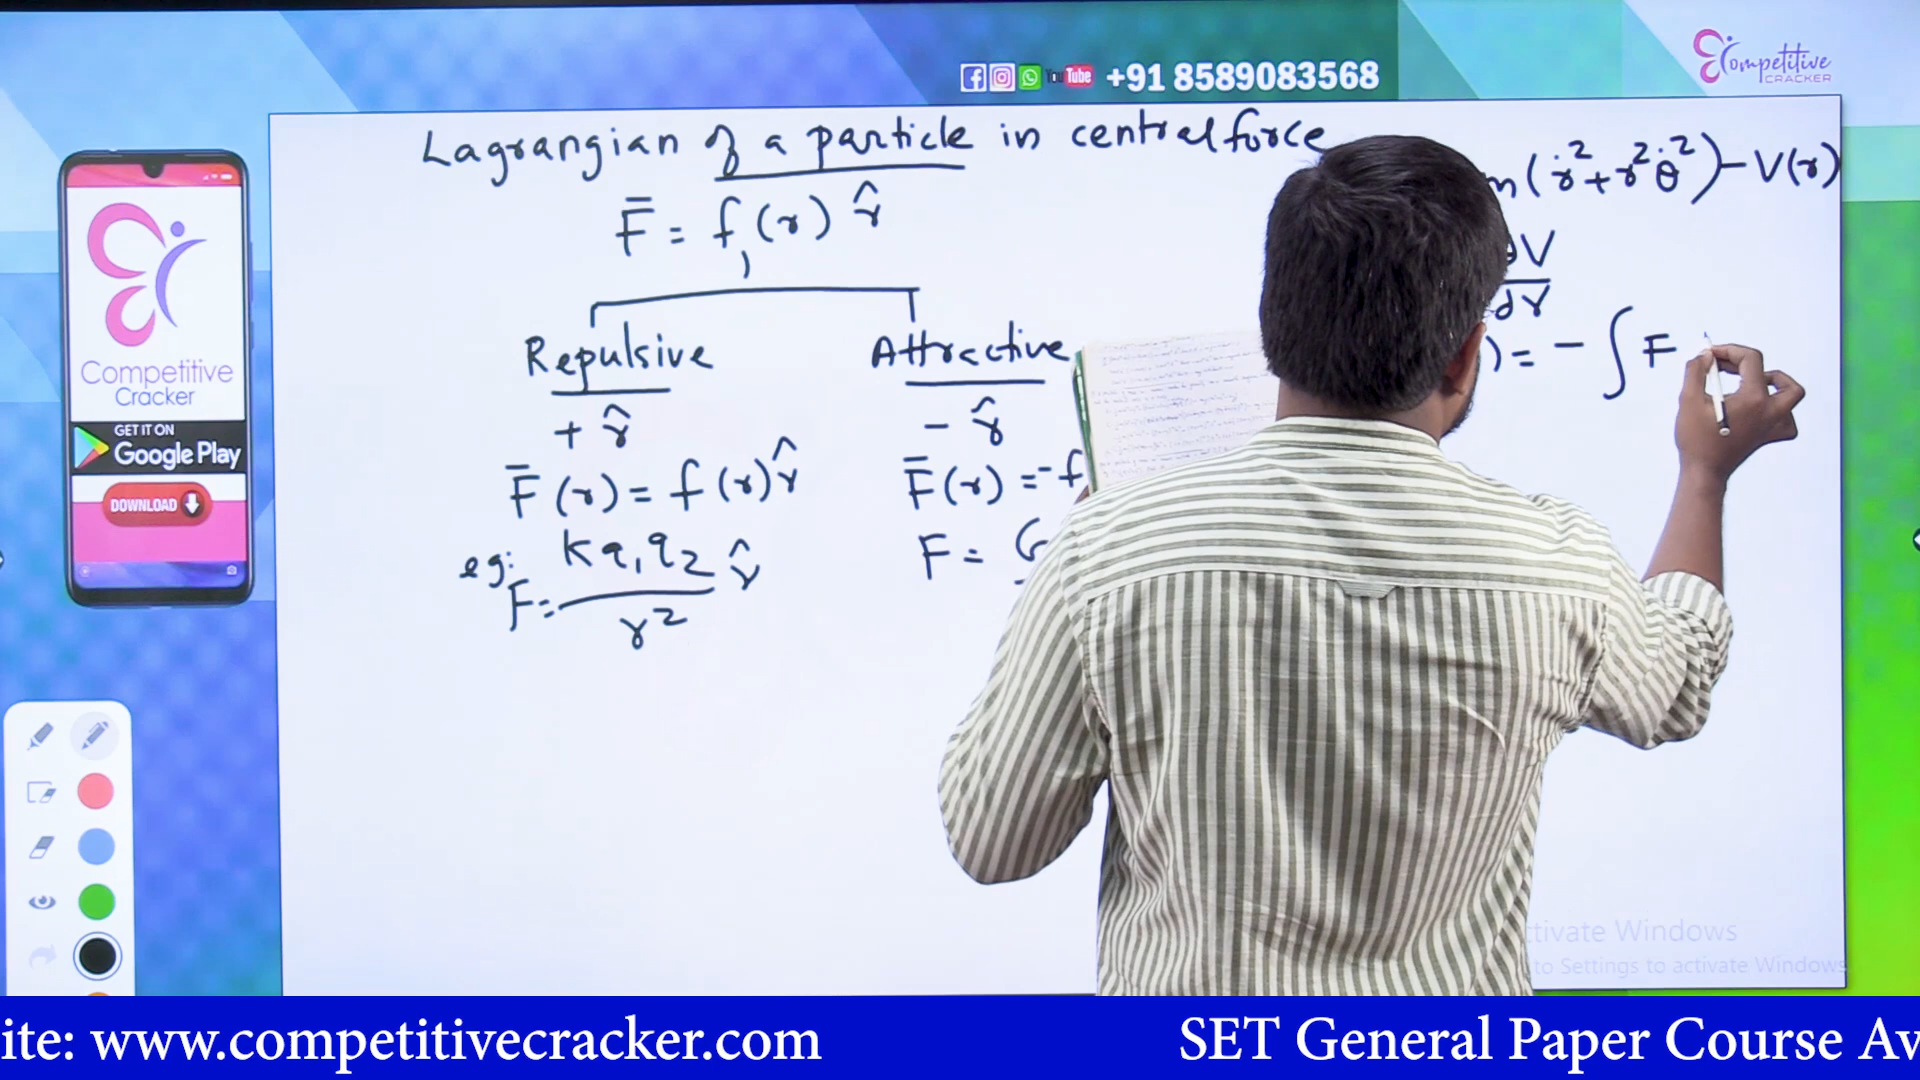 +91 8589083568
Competitive
CRACKER
Lagrangian of a particle in central force
F̄ = f(r) r̂
Repulsive
+ r̂
F̄(r) = f(r) r̂
eg: F = kq₁q₂ / r² r̂
Attractive
- r̂
F̄(r) = -f
F = G
m(ṙ² + r²θ̇²) - V(r)
∂V
dr
) = - ∫ F
Competitive
Cracker
GET IT ON
Google Play
DOWNLOAD
YouTube
ctivate Windows
to Settings to activate Windows
ite: www.competitivecracker.com
SET General Paper Course Av